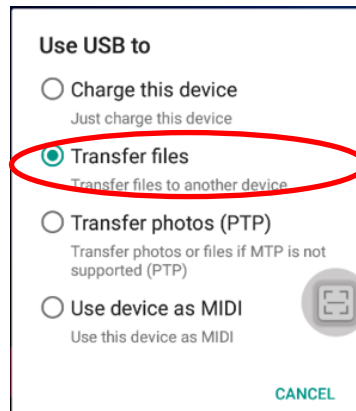 Use USB to
Charge this device
Just charge this device
Transfer files
Transfer files to another device
Transfer photos (PTP)
Transfer photos or files if MTP is not
supported (PTP)
Use device as MIDI
Use this device as MIDI
CANCEL